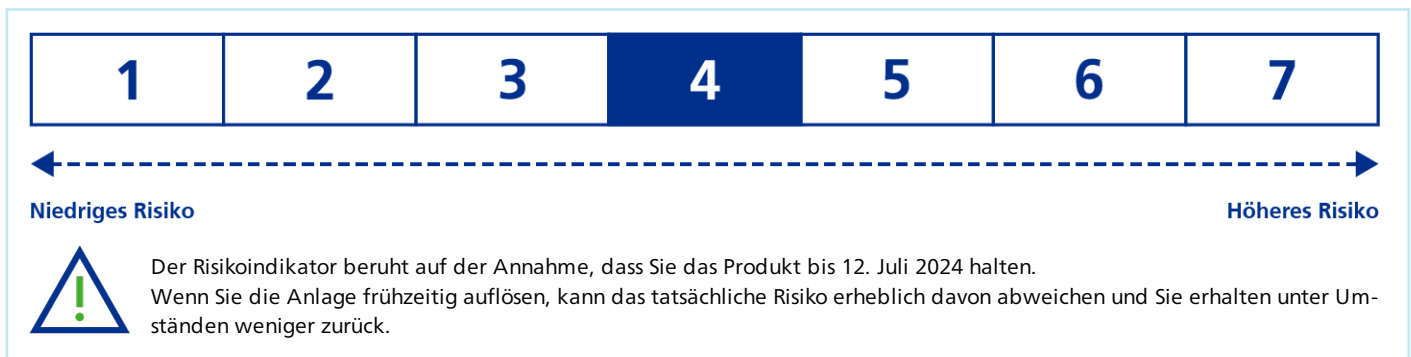 1 2 3 4 5 6 7
Niedriges Risiko Höheres Risiko
Der Risikoindikator beruht auf der Annahme, dass Sie das Produkt bis 12. Juli 2024 halten.
Wenn Sie die Anlage frühzeitig auflösen, kann das tatsächliche Risiko erheblich davon abweichen und Sie erhalten unter Um-
ständen weniger zurück.